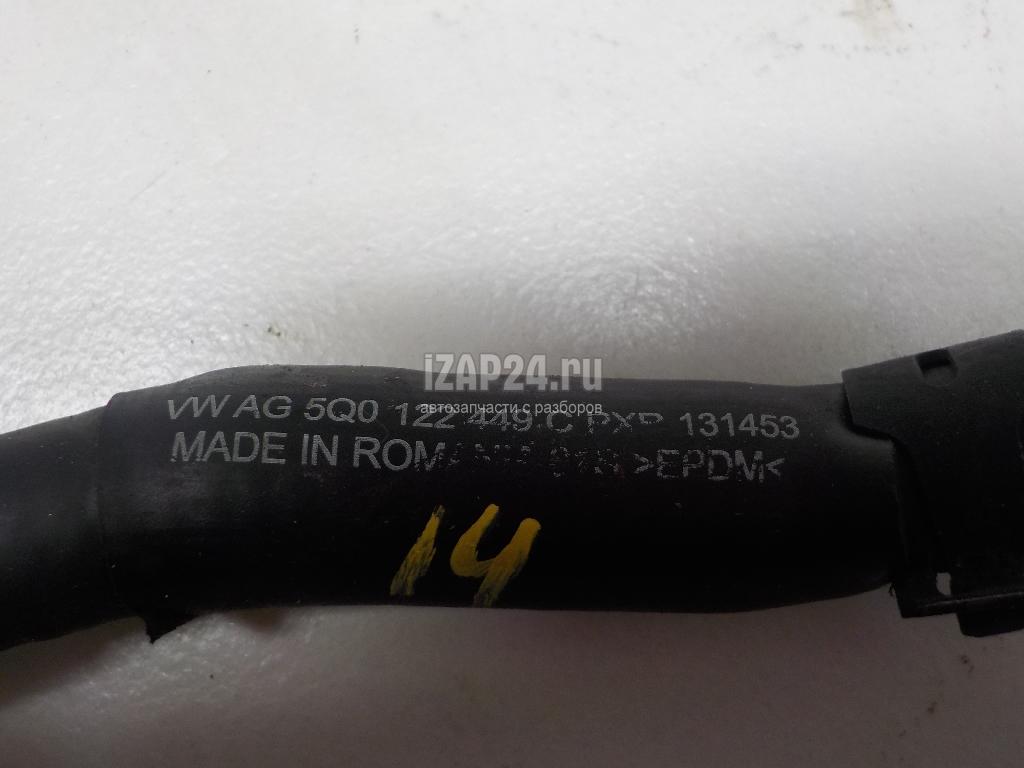 iZAP24.ru
автозапчасти с разборов
VW AG 5Q0 122 449 C PXP 131453
MADE IN ROMANIA >EPDM<
14